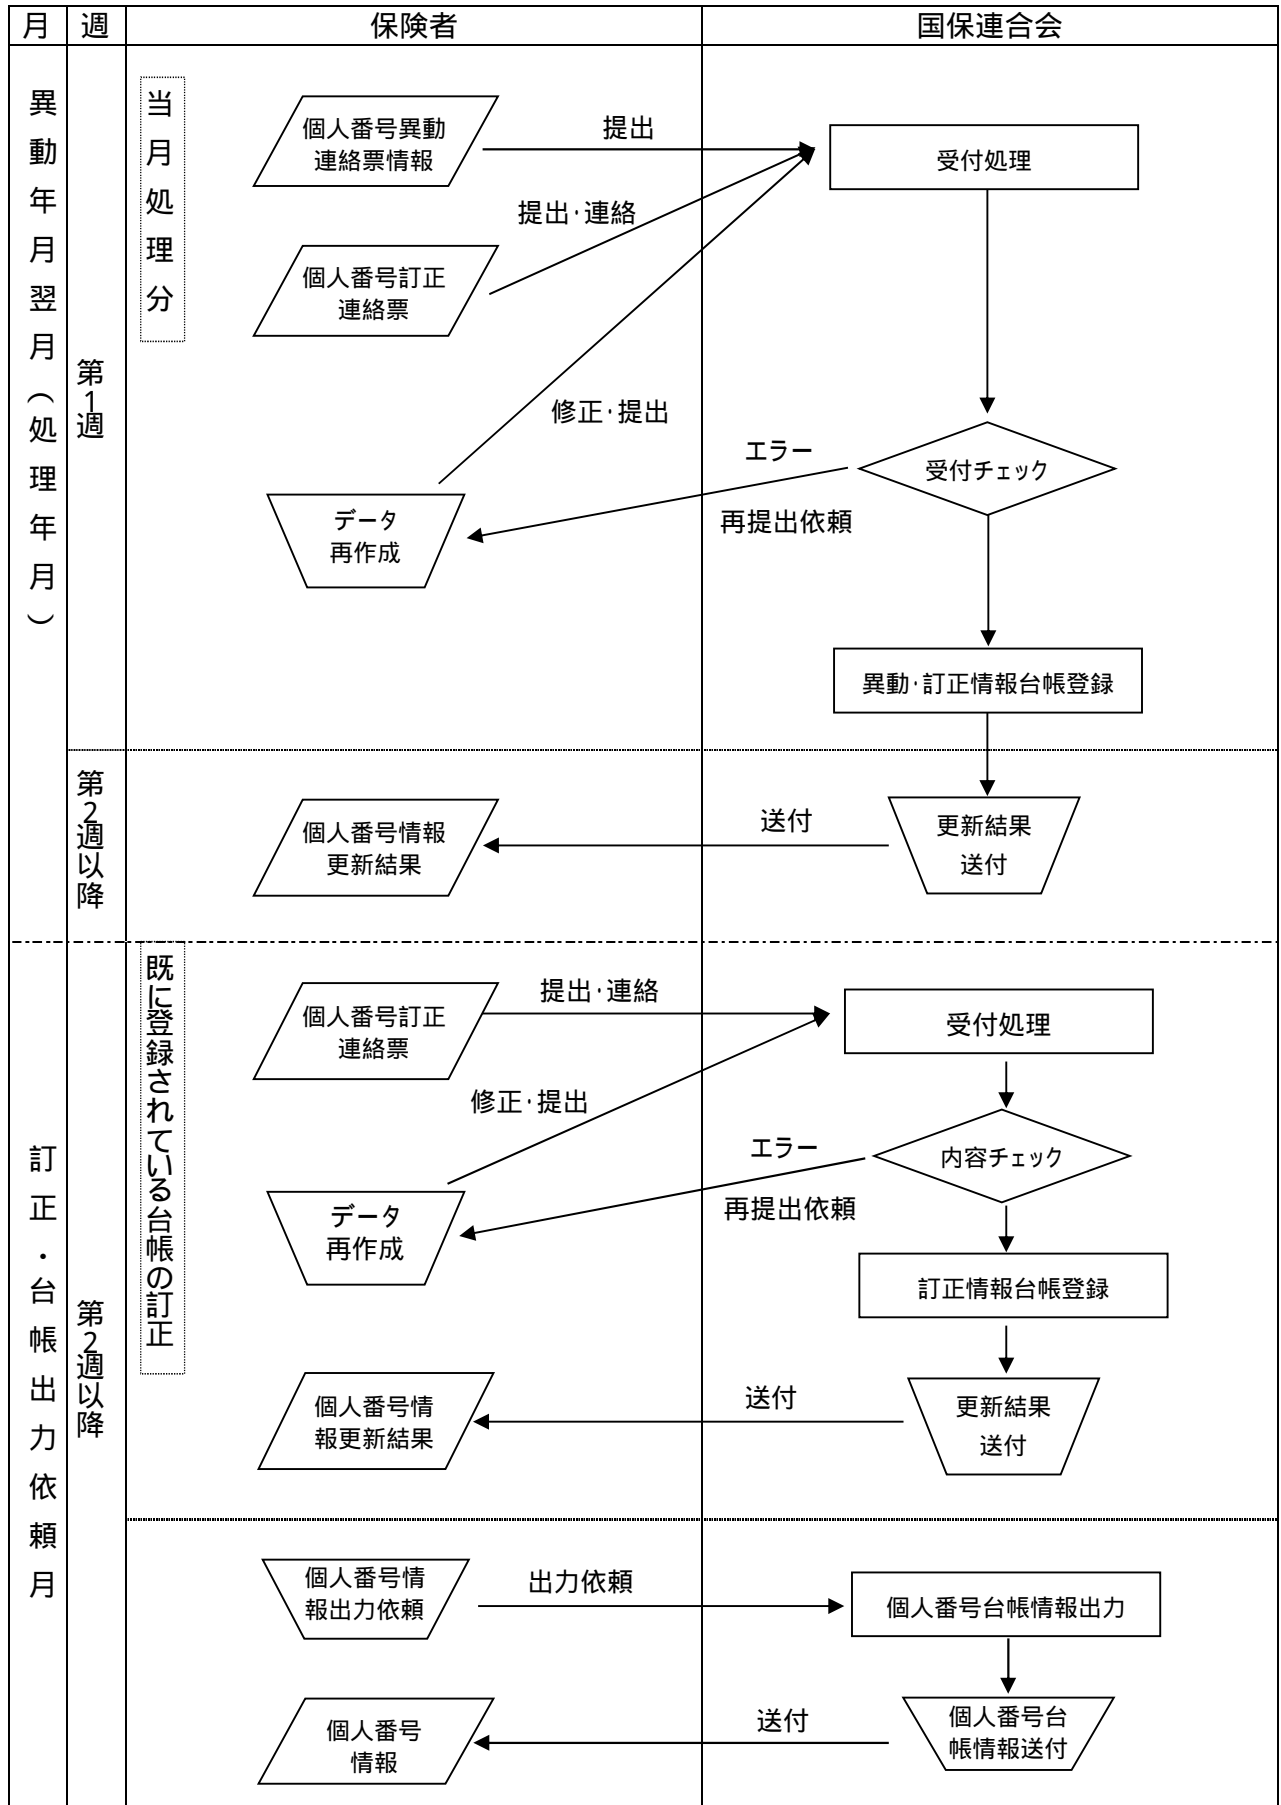 月
週
保険者
国保連合会
異動年月翌月（処理年月）
第1週
当月処理分
個人番号異動
連絡票情報
提出
受付処理
提出・連絡
個人番号訂正
連絡票
修正・提出
エラー
受付チェック
再提出依頼
データ
再作成
異動・訂正情報台帳登録
第2週以降
個人番号情報
更新結果
送付
更新結果
送付
訂正・台帳出力依頼月
第2週以降
既に登録されている台帳の訂正
個人番号訂正
連絡票
提出・連絡
受付処理
修正・提出
エラー
内容チェック
再提出依頼
データ
再作成
訂正情報台帳登録
個人番号情
報更新結果
送付
更新結果
送付
個人番号情
報出力依頼
出力依頼
個人番号台帳情報出力
個人番号
情報
送付
個人番号台
帳情報送付